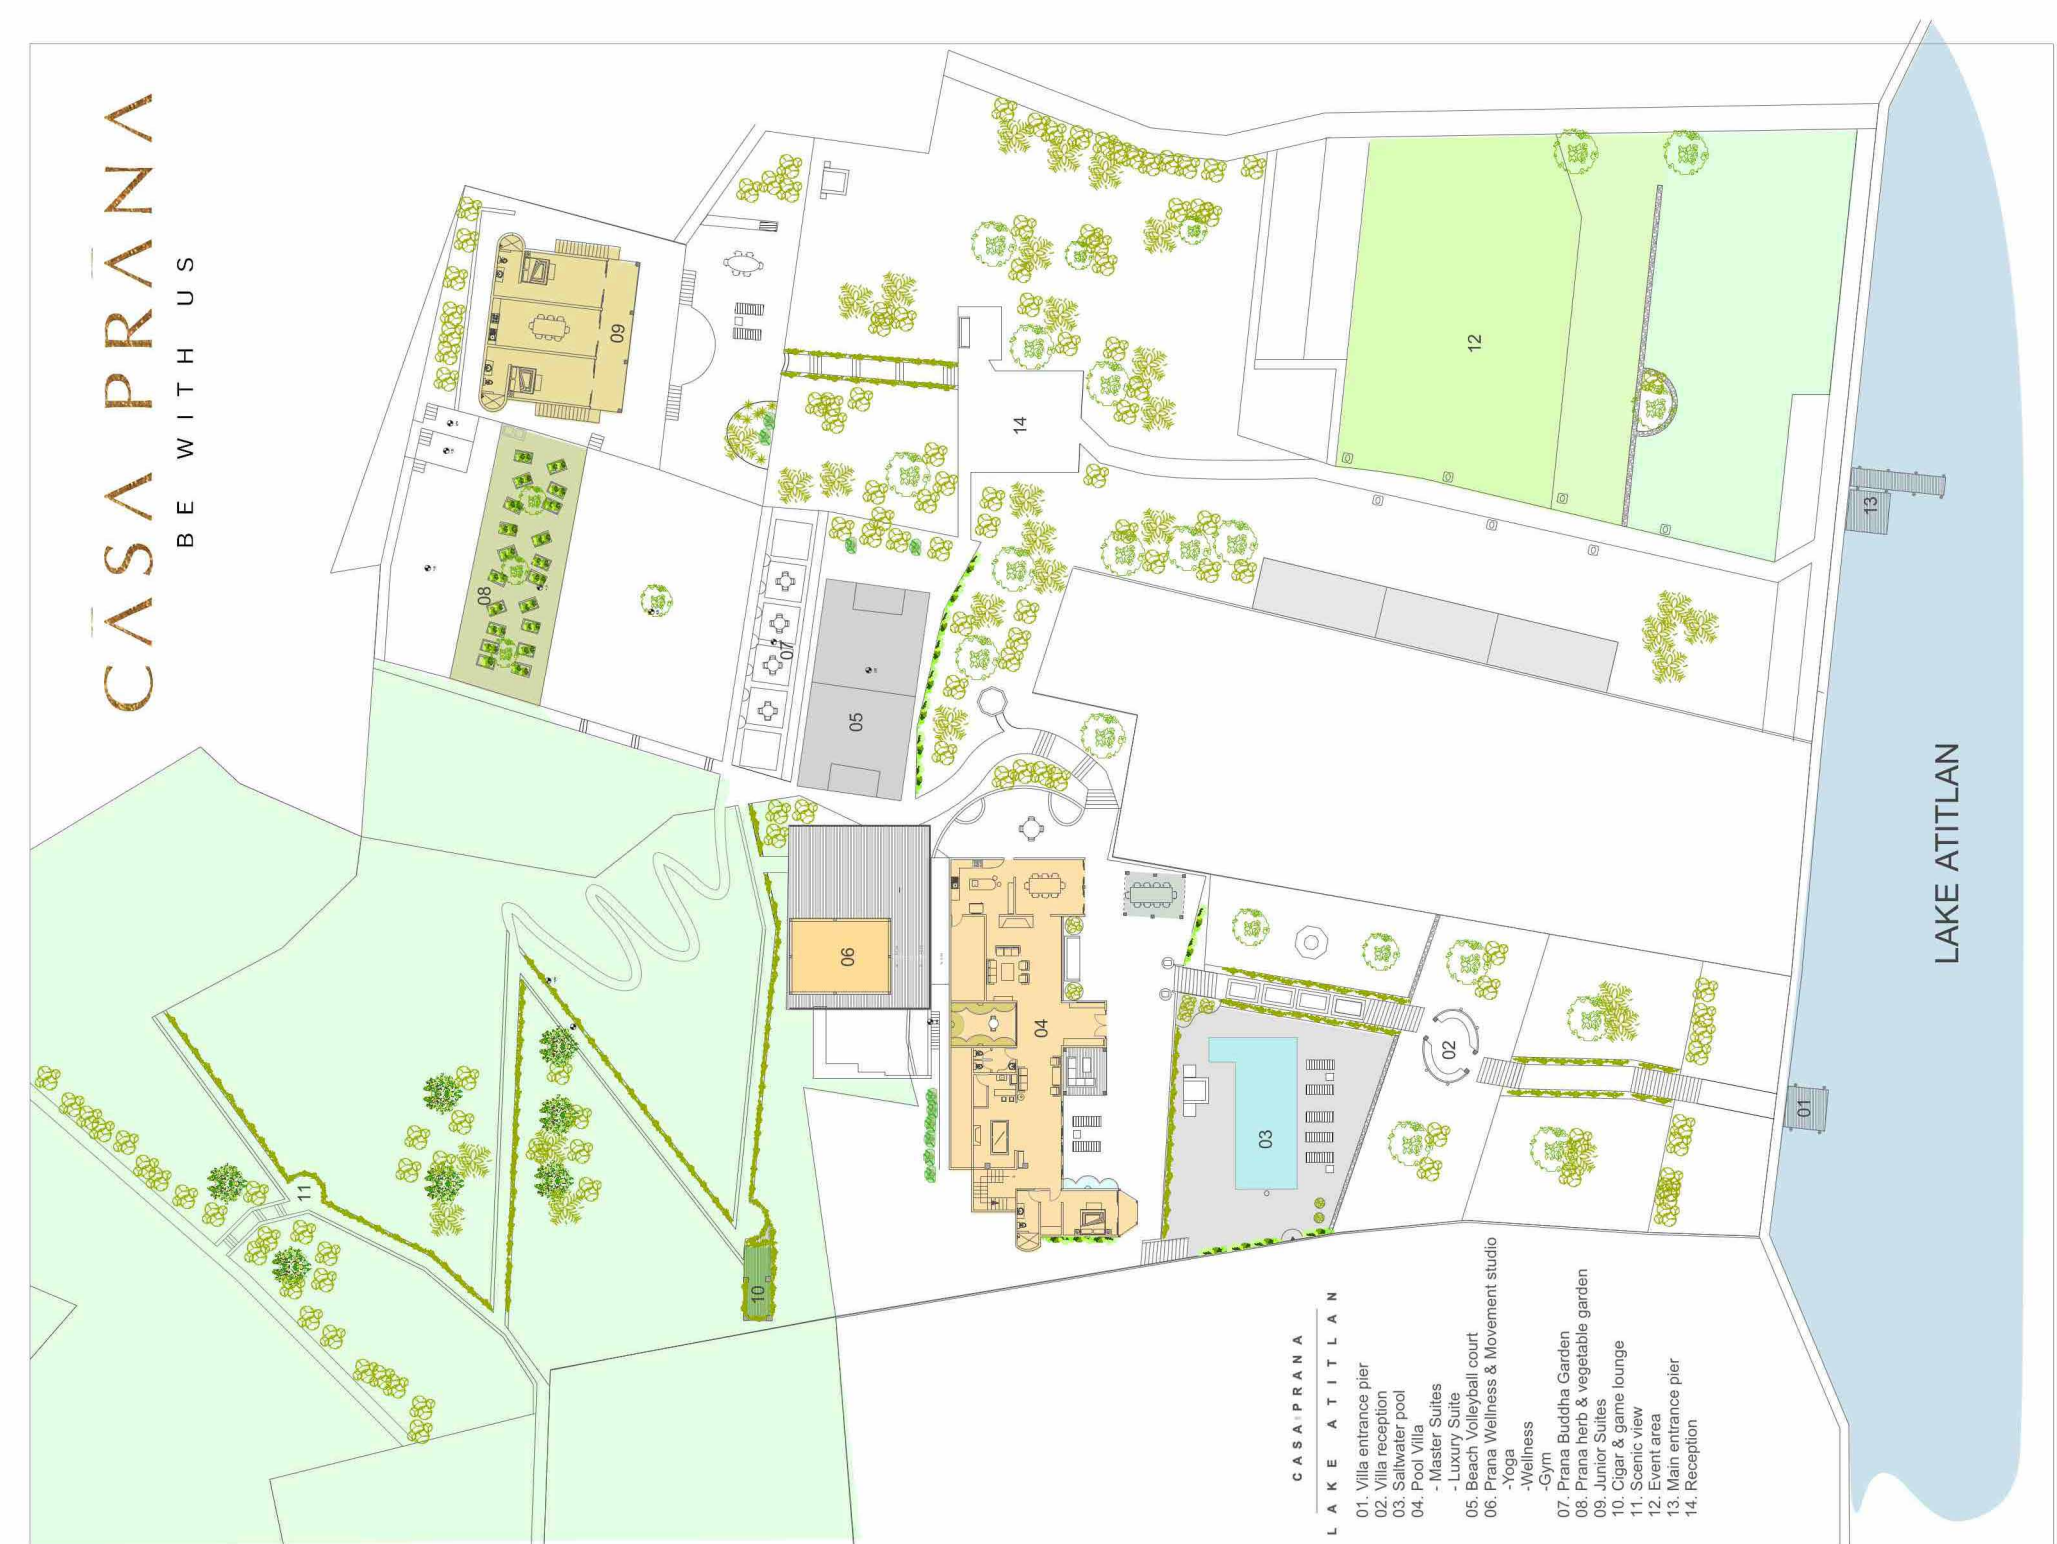 CĀSA PRĀNA
BE WITH US
09
08
14
12
13
07
05
06
04
02
03
01
11
10
LAKE ATITLAN
CASA PRANA
LAKE ATITLAN
01. Villa entrance pier
02. Villa reception
03. Saltwater pool
04. Pool Villa
- Master Suites
- Luxury Suite
05. Beach Volleyball court
06. Prana Wellness & Movement studio
-Yoga
-Wellness
-Gym
07. Prana Buddha Garden
08. Prana herb & vegetable garden
09. Junior Suites
10. Cigar & game lounge
11. Scenic view
12. Event area
13. Main entrance pier
14. Reception